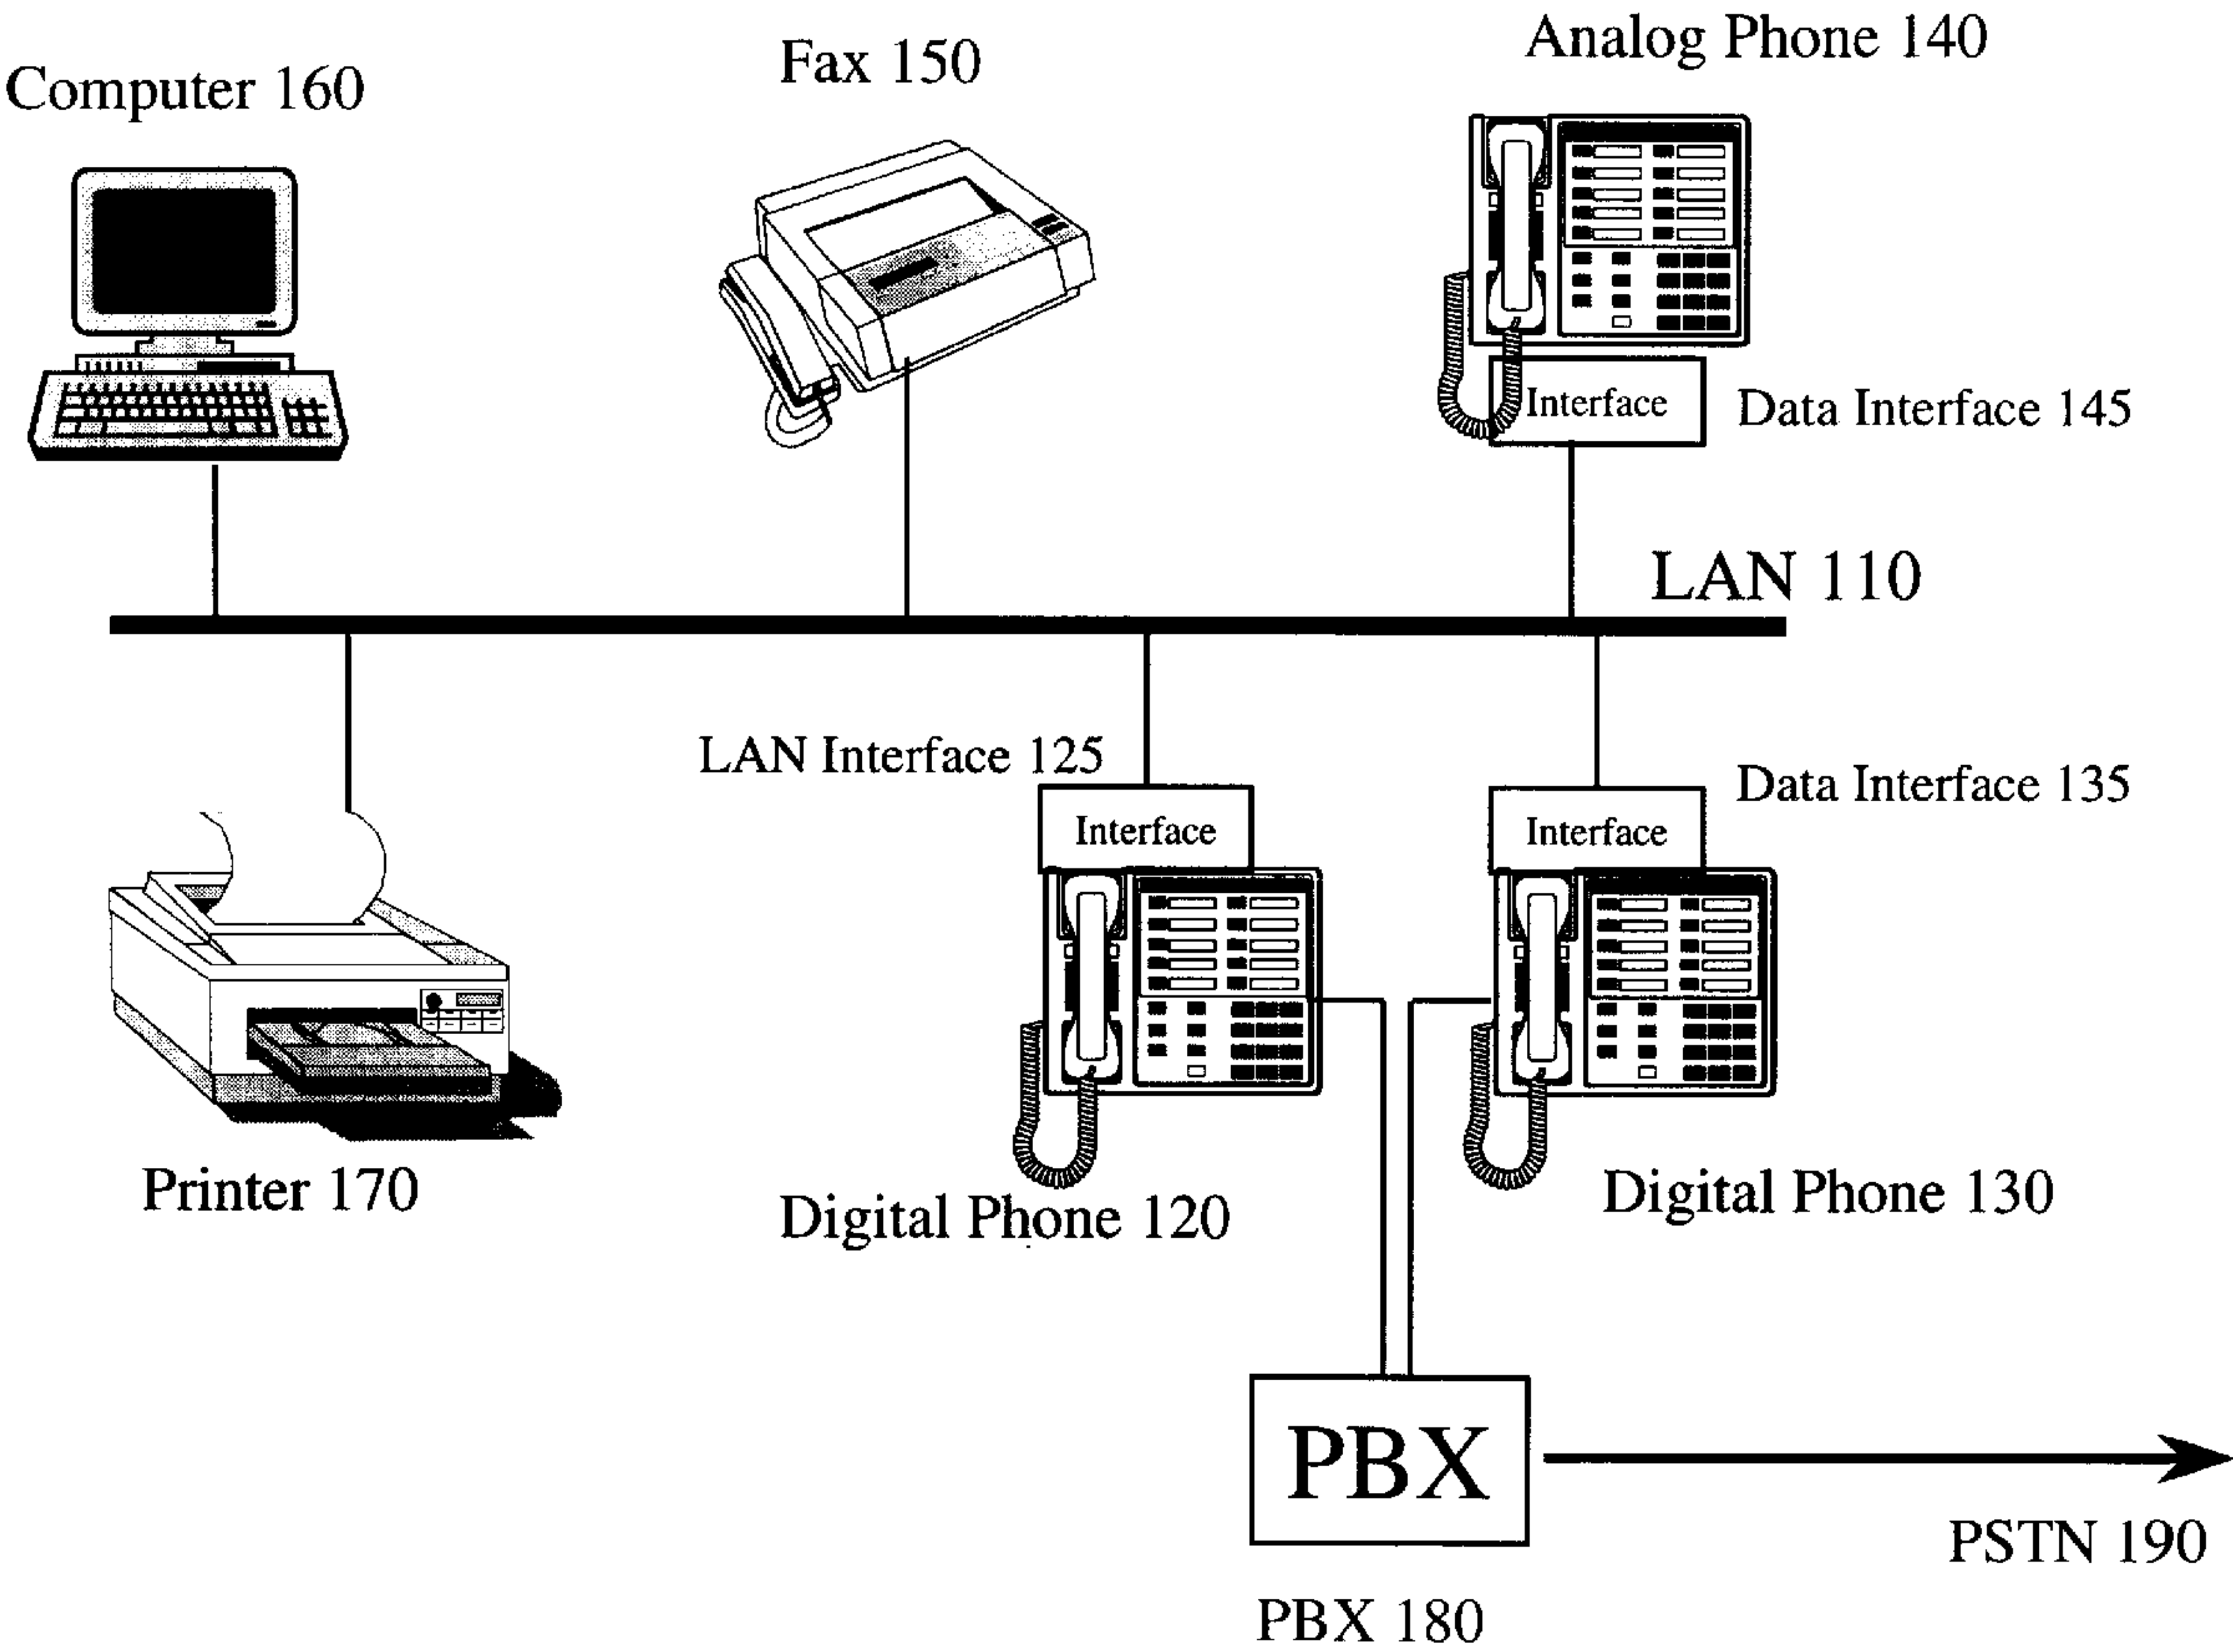 Analog Phone 140
Fax 150
Computer 160
Interface
Data Interface 145
LAN 110
LAN Interface 125
Data Interface 135
Interface
Interface
Printer 170
Digital Phone 120
Digital Phone 130
PBX
PSTN 190
PBX 180